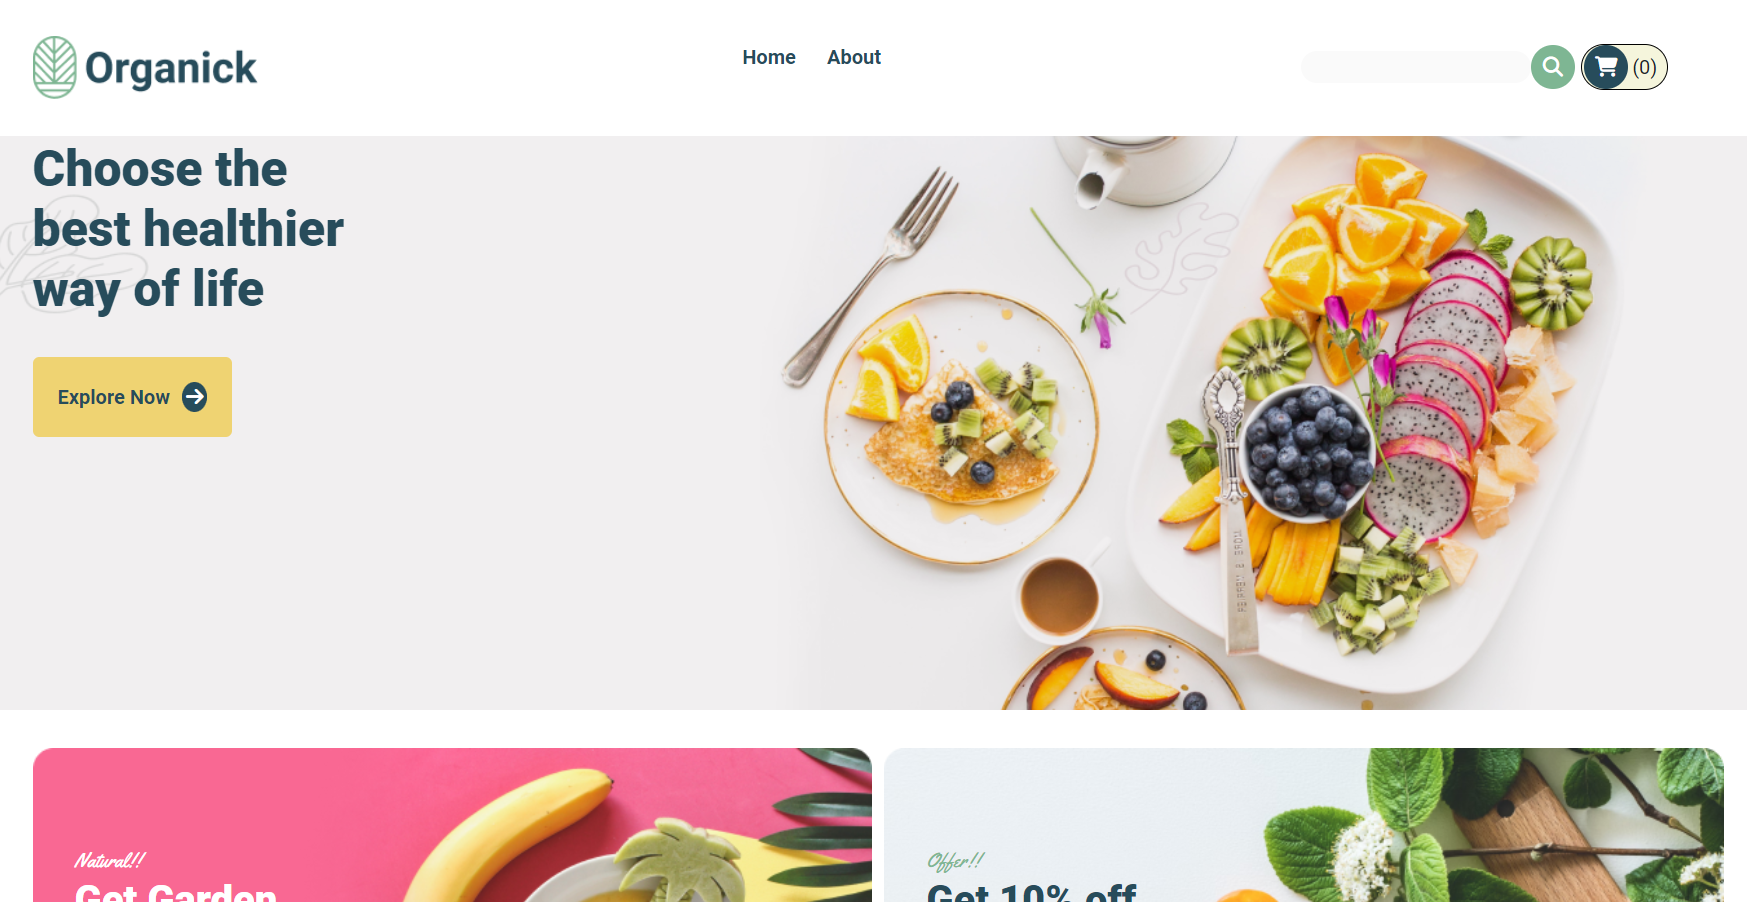 Organick
Home
About
(0)
Choose the
best healthier
way of life
Explore Now
Natural!!
Get Garden
Offer!!
Get 10% off